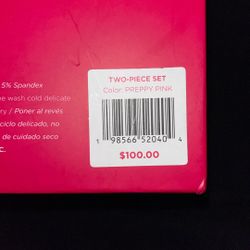 5% Spandex
e wash cold delicate
ry / Poner al revés
ciclo delicado, no
de cuidado seco
C.
TWO-PIECE SET
Color: PREPPY PINK
1 98566 52040 4
$100.00